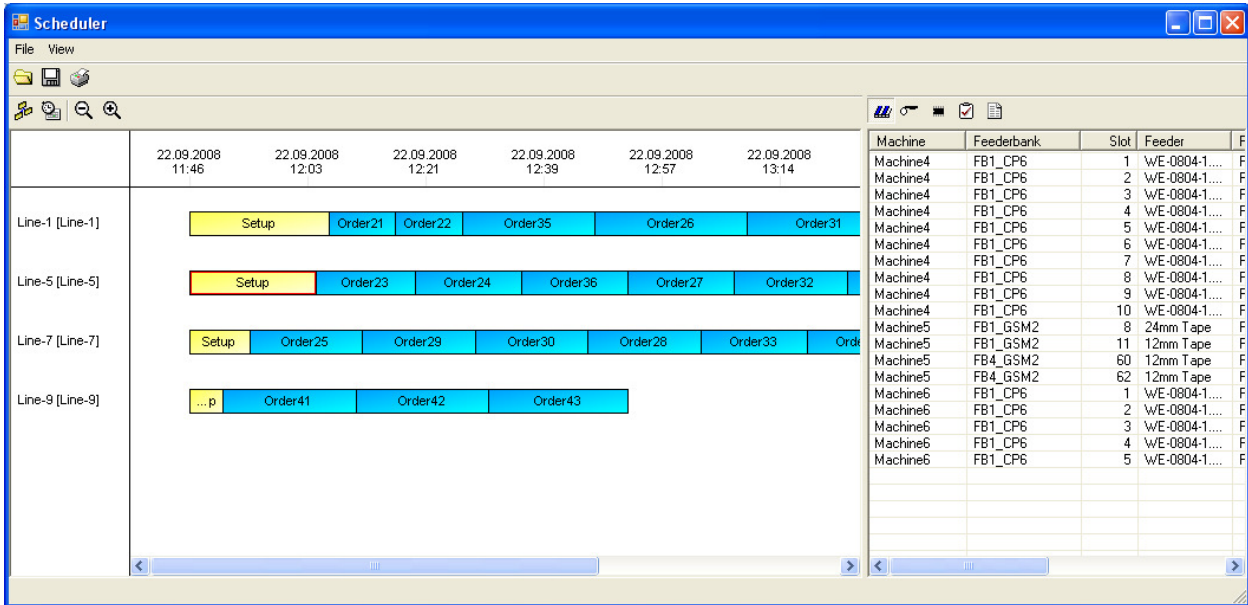 Scheduler
File View
22.09.2008 22.09.2008 22.09.2008 22.09.2008 22.09.2008 22.09.2008
11:46 12:03 12:21 12:39 12:57 13:14
Line-1 [Line-1] Setup Order21 Order22 Order35 Order26 Order31
Line-5 [Line-5] Setup Order23 Order24 Order36 Order27 Order32
Line-7 [Line-7] Setup Order25 Order29 Order30 Order28 Order33 Orde
Line-9 [Line-9] ...p Order41 Order42 Order43
Machine Feederbank Slot Feeder F
Machine4 FB1_CP6 1 WE-0804-1.... F
Machine4 FB1_CP6 2 WE-0804-1.... F
Machine4 FB1_CP6 3 WE-0804-1.... F
Machine4 FB1_CP6 4 WE-0804-1.... F
Machine4 FB1_CP6 5 WE-0804-1.... F
Machine4 FB1_CP6 6 WE-0804-1.... F
Machine4 FB1_CP6 7 WE-0804-1.... F
Machine4 FB1_CP6 8 WE-0804-1.... F
Machine4 FB1_CP6 9 WE-0804-1.... F
Machine4 FB1_CP6 10 WE-0804-1.... F
Machine5 FB1_GSM2 8 24mm Tape F
Machine5 FB1_GSM2 11 12mm Tape F
Machine5 FB4_GSM2 60 12mm Tape F
Machine5 FB4_GSM2 62 12mm Tape F
Machine6 FB1_CP6 1 WE-0804-1.... F
Machine6 FB1_CP6 2 WE-0804-1.... F
Machine6 FB1_CP6 3 WE-0804-1.... F
Machine6 FB1_CP6 4 WE-0804-1.... F
Machine6 FB1_CP6 5 WE-0804-1.... F